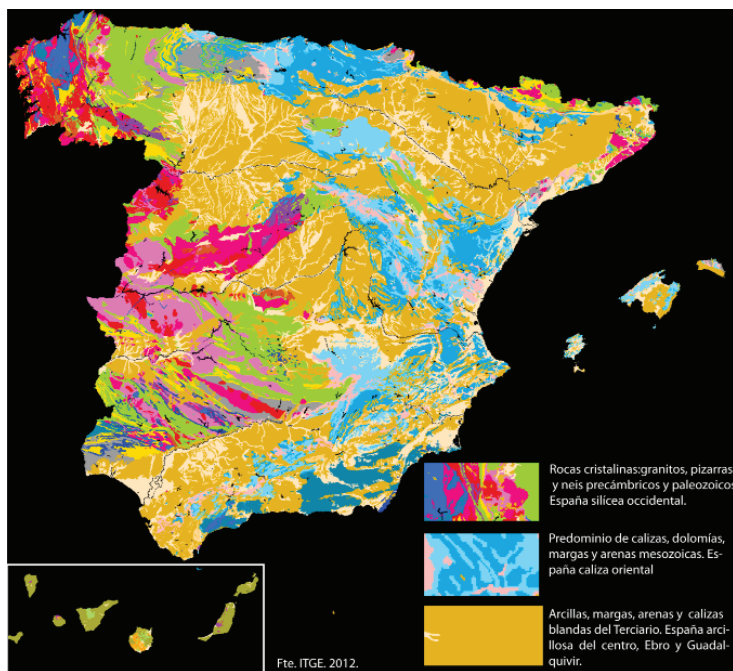 Rocas cristalinas:granitos, pizarras
y neis precámbricos y paleozoicos
España silícea occidental.
Predominio de calizas, dolomías,
margas y arenas mesozoicas. Es-
paña caliza oriental
Arcillas, margas, arenas y calizas
blandas del Terciario. España arci-
llosa del centro, Ebro y Guadal-
quivir.
Fte. ITGE. 2012.